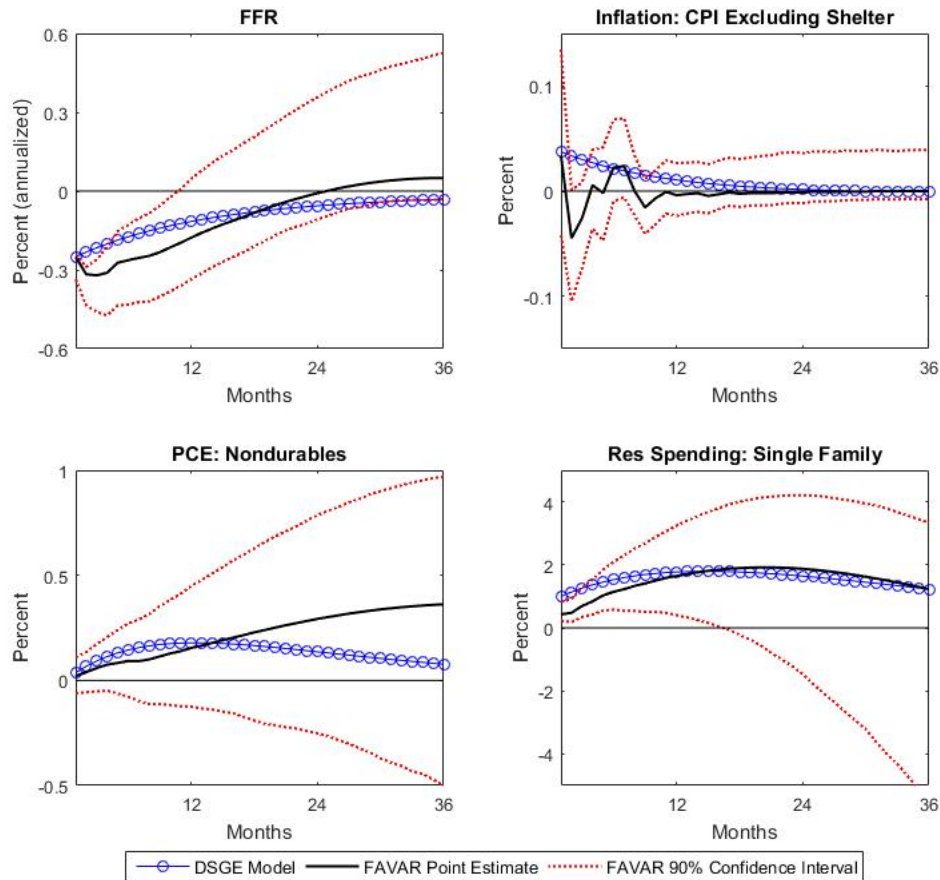 FFR
Percent (annualized)
0.6
0.3
0
-0.3
-0.6
12
24
36
Months
Inflation: CPI Excluding Shelter
Percent
0.1
0
-0.1
12
24
36
Months
PCE: Nondurables
Percent
1
0.5
0
-0.5
12
24
36
Months
Res Spending: Single Family
Percent
4
2
0
-2
-4
12
24
36
Months
DSGE Model
FAVAR Point Estimate
FAVAR 90% Confidence Interval